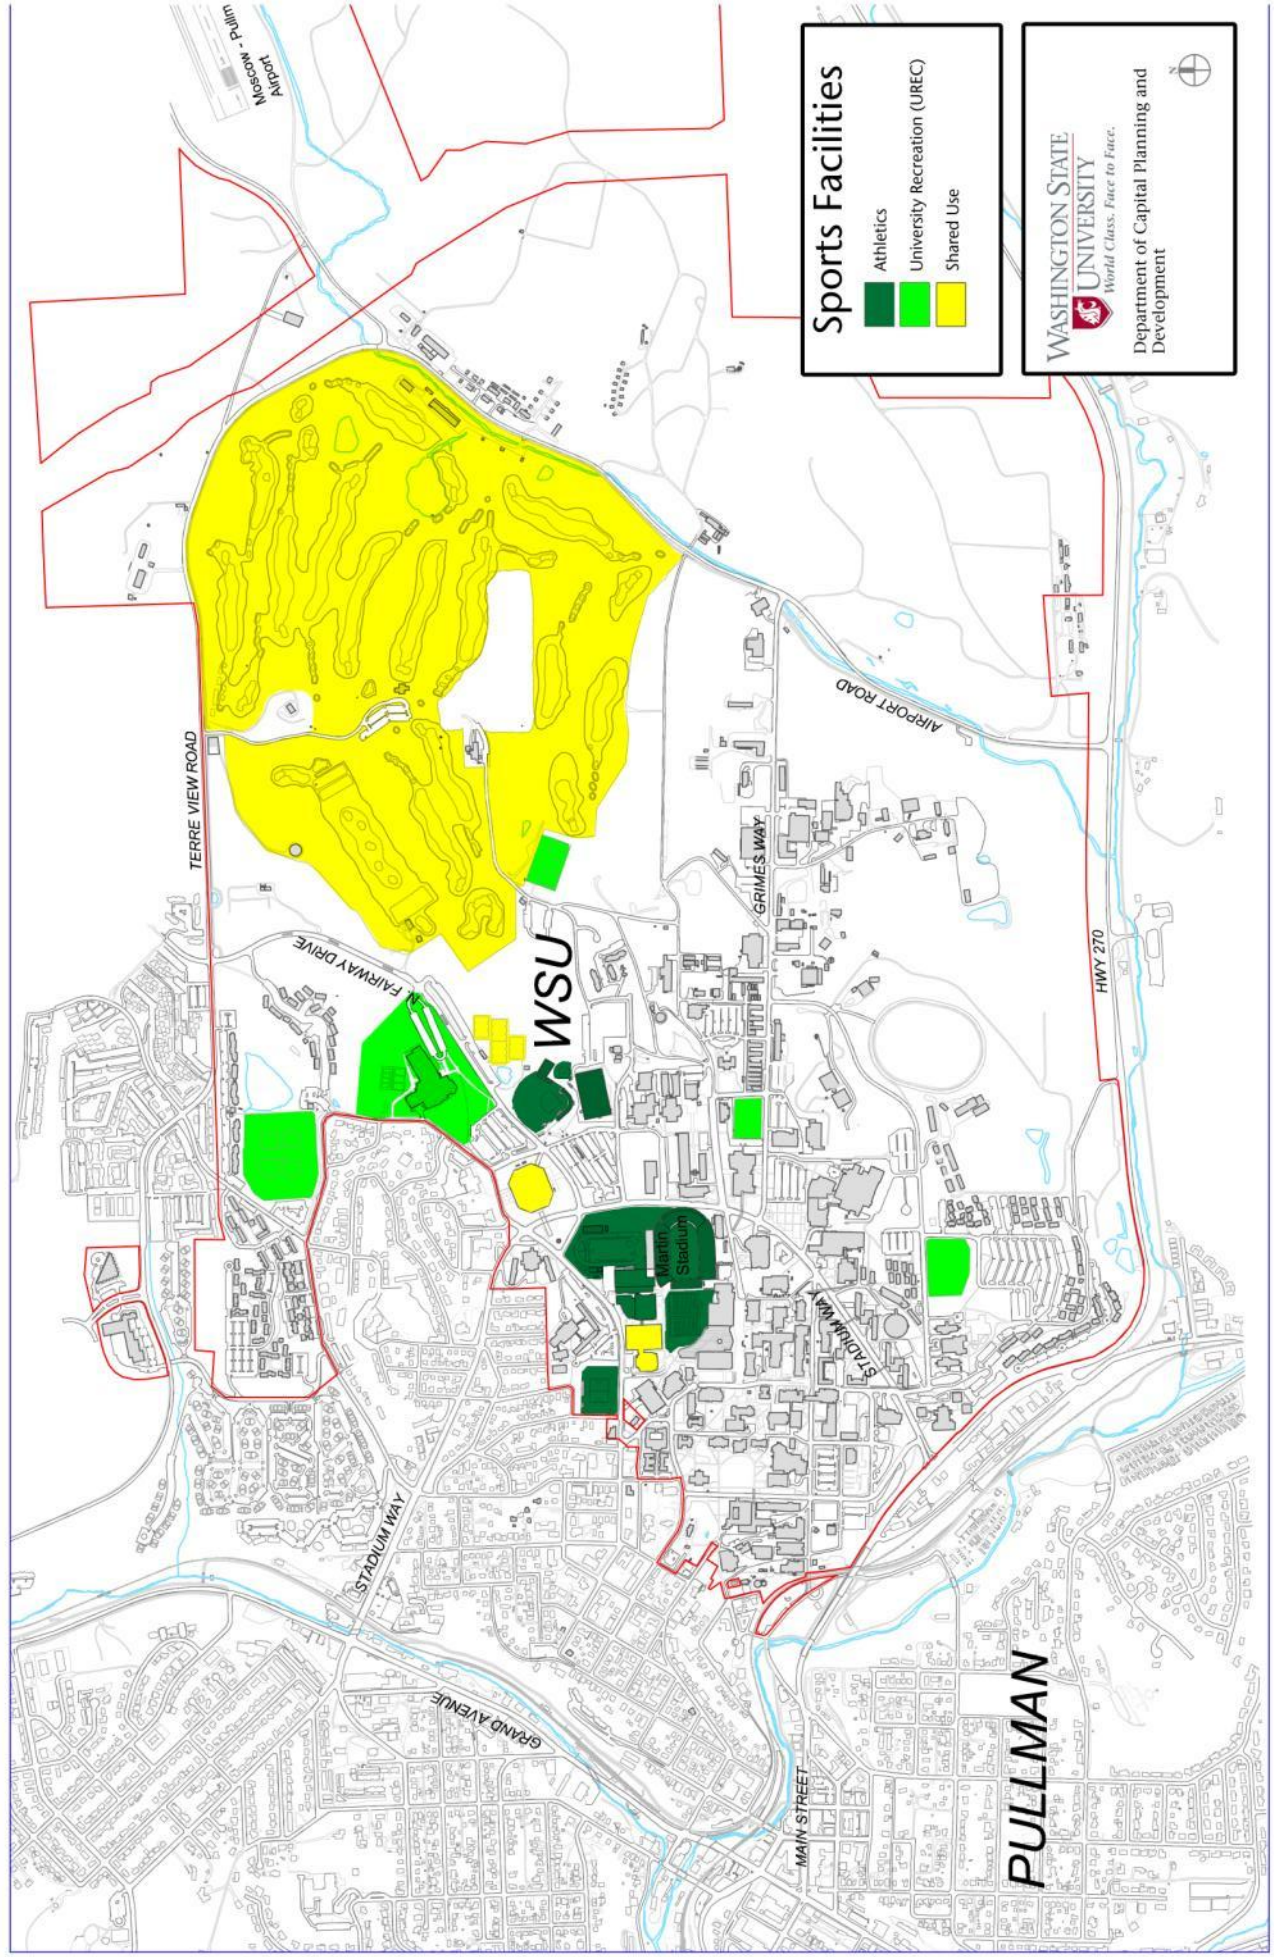 Moscow - Pullm
Airport
TERRE VIEW ROAD
N. FAIRWAY DRIVE
WSU
GRIMES WAY
AIRPORT ROAD
HWY 270
Martin
Stadium
STADIUM WAY
STADIUM WAY
GRAND AVENUE
MAIN STREET
PULLMAN
Sports Facilities
Athletics
University Recreation (UREC)
Shared Use
WASHINGTON STATE
UNIVERSITY
World Class. Face to Face.
Department of Capital Planning and
Development
N